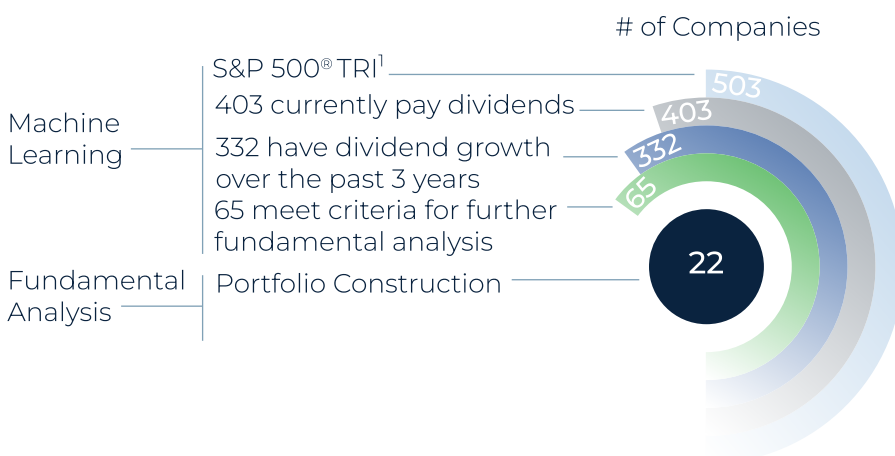 # of Companies
Machine
Learning
S&P 500® TRI¹
403 currently pay dividends
332 have dividend growth
over the past 3 years
65 meet criteria for further
fundamental analysis
Fundamental
Analysis
Portfolio Construction
503
403
332
65
22